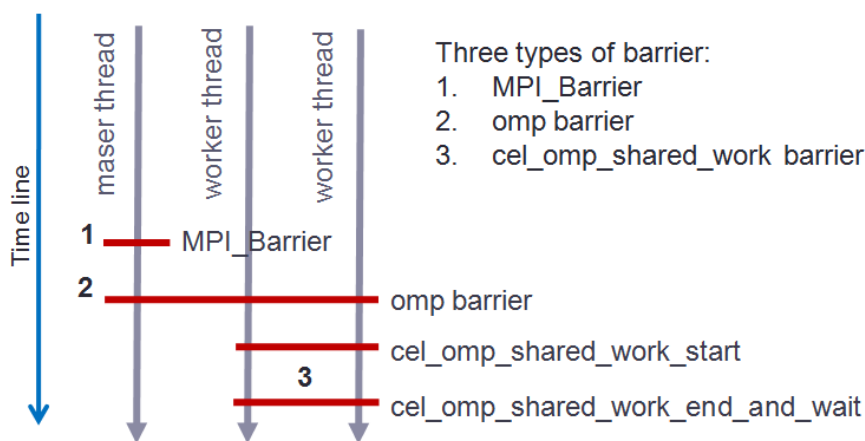 Time line
maser thread
worker thread
worker thread
Three types of barrier:
1. MPI_Barrier
2. omp barrier
3. cel_omp_shared_work barrier
1 MPI_Barrier
2 omp barrier
cel_omp_shared_work_start
3
cel_omp_shared_work_end_and_wait